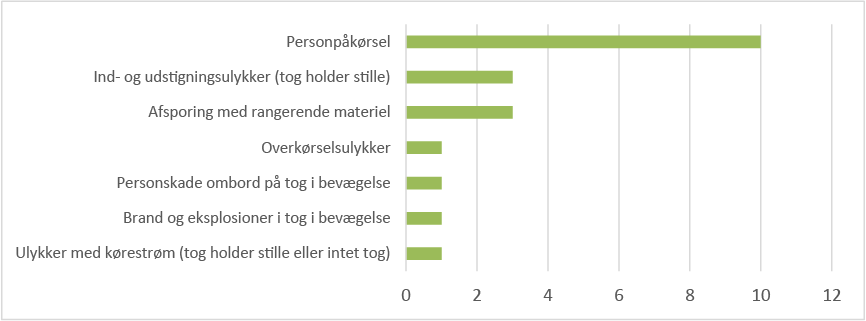 Personpåkørsel
Ind- og udstigningsulykker (tog holder stille)
Afsporing med rangerende materiel
Overkørselsulykker
Personskade ombord på tog i bevægelse
Brand og eksplosioner i tog i bevægelse
Ulykker med kørestrøm (tog holder stille eller intet tog)
0 2 4 6 8 10 12